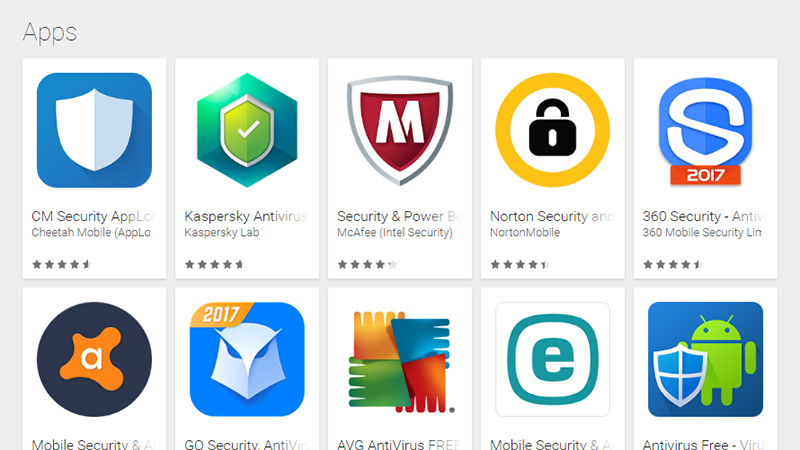 Apps
CM Security AppLo
Cheetah Mobile (AppLo
Kaspersky Antivirus
Kaspersky Lab
M
Security & Power B
McAfee (Intel Security)
Norton Security and
NortonMobile
S
2017
360 Security - Antiv
360 Mobile Security Lim
a
Mobile Security & A
2017
GO Security, AntiVir
AVG AntiVirus FREE
e
Mobile Security & A
Antivirus Free - Viru